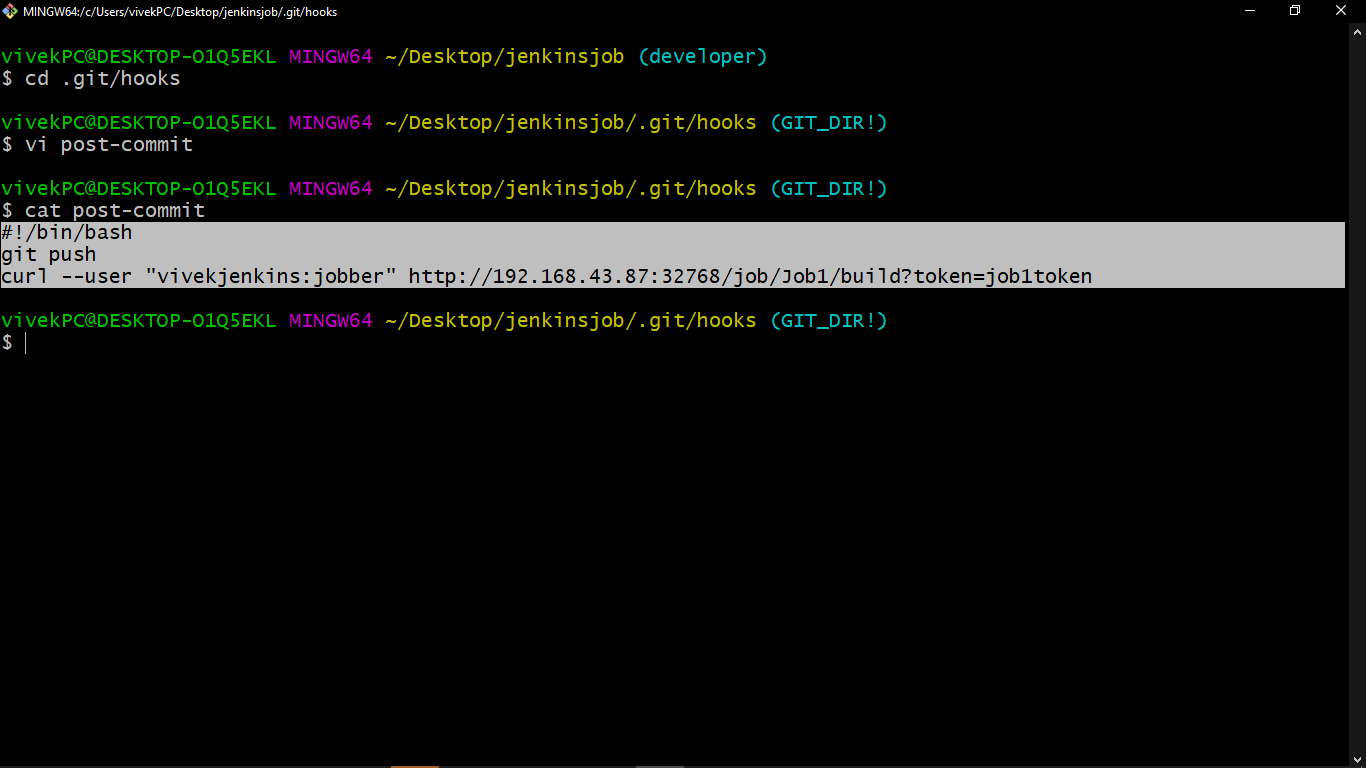 MINGW64:/c/Users/vivekPC/Desktop/jenkinsjob/.git/hooks
vivekPC@DESKTOP-O1Q5EKL MINGW64 ~/Desktop/jenkinsjob (developer)
$ cd .git/hooks
vivekPC@DESKTOP-O1Q5EKL MINGW64 ~/Desktop/jenkinsjob/.git/hooks (GIT_DIR!)
$ vi post-commit
vivekPC@DESKTOP-O1Q5EKL MINGW64 ~/Desktop/jenkinsjob/.git/hooks (GIT_DIR!)
$ cat post-commit
#!/bin/bash
git push
curl --user "vivekjenkins:jobber" http://192.168.43.87:32768/job/Job1/build?token=job1token
vivekPC@DESKTOP-O1Q5EKL MINGW64 ~/Desktop/jenkinsjob/.git/hooks (GIT_DIR!)
$